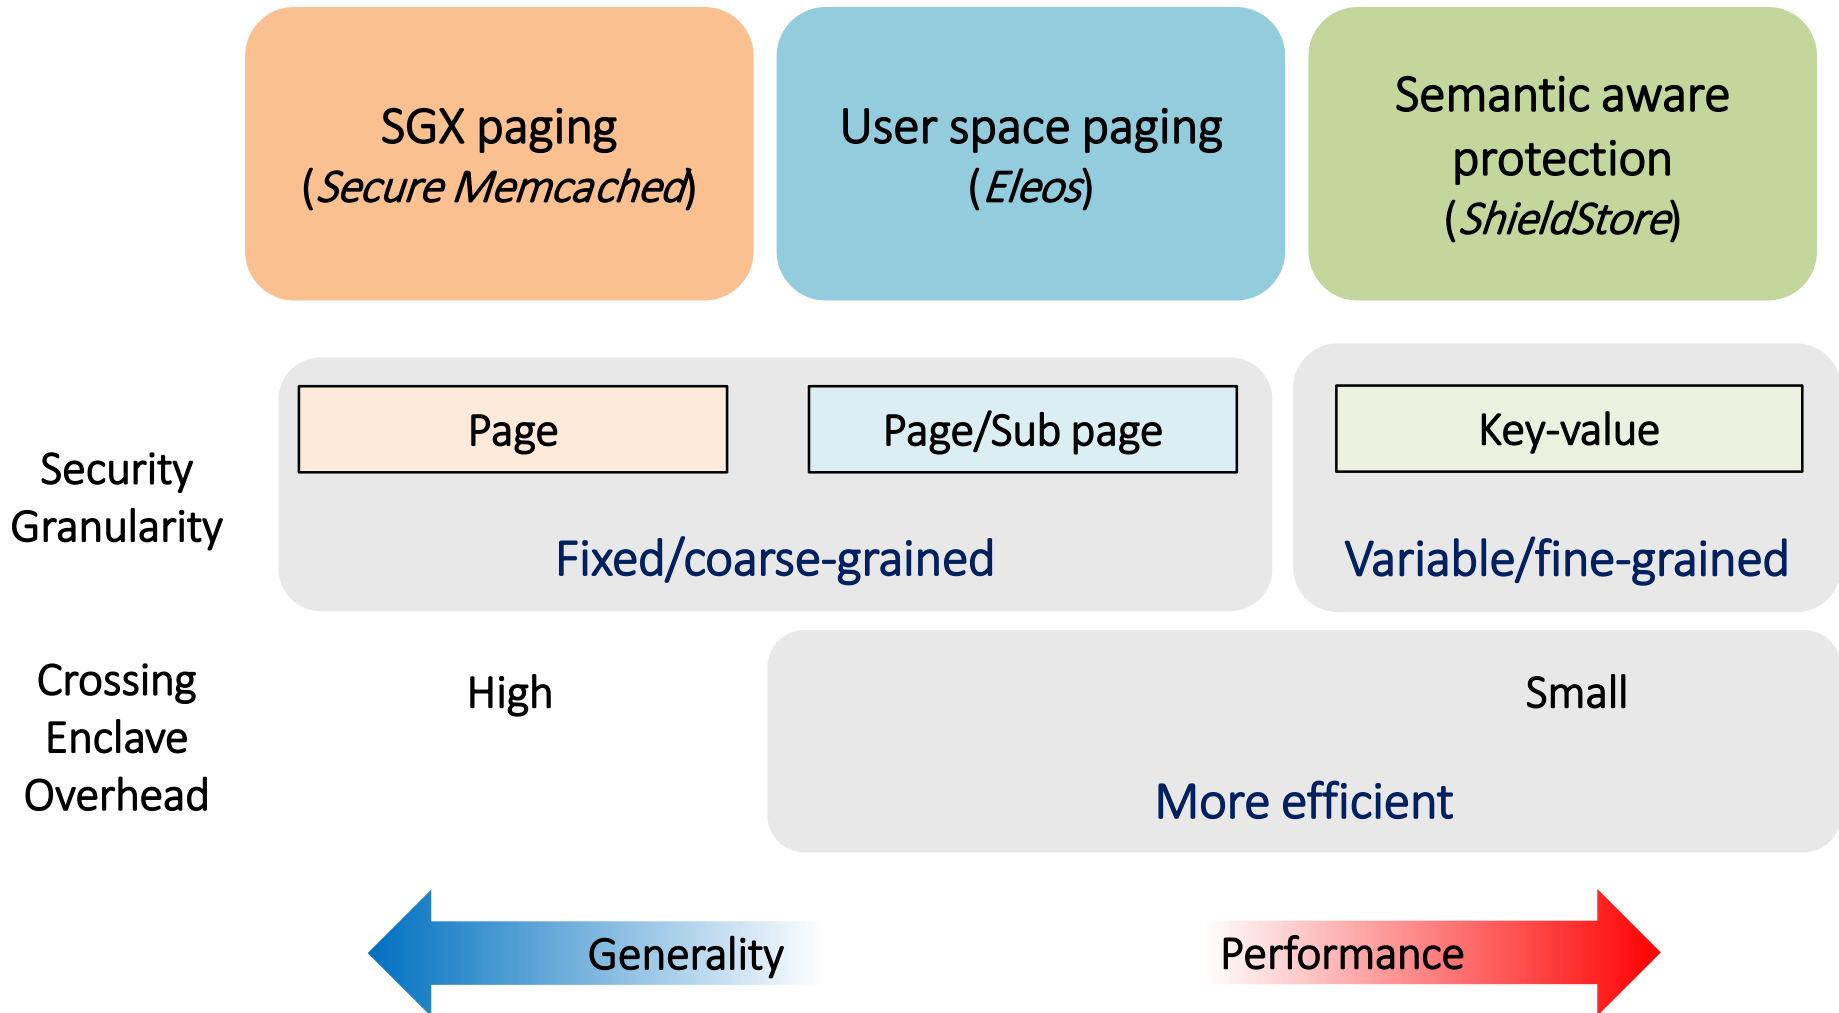 SGX paging
(Secure Memcached)
User space paging
(Eleos)
Semantic aware
protection
(ShieldStore)
Security
Granularity
Page
Page/Sub page
Key-value
Fixed/coarse-grained
Variable/fine-grained
Crossing
Enclave
Overhead
High
Small
More efficient
Generality
Performance